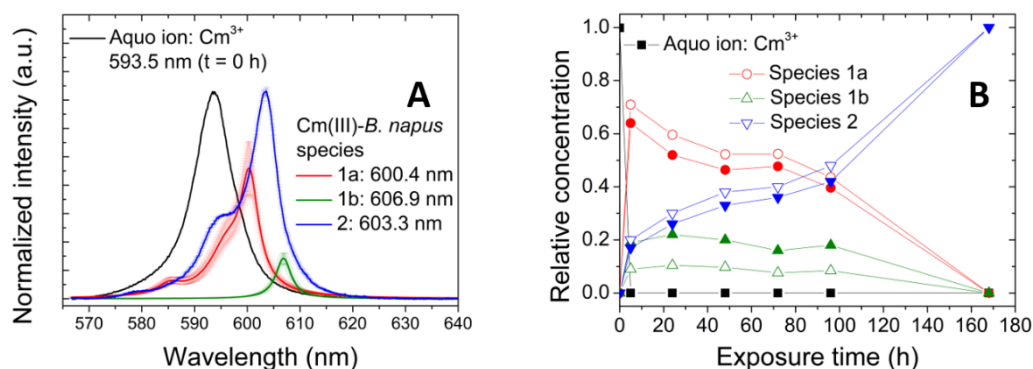 Normalized intensity (a.u.)
Aquo ion: Cm³⁺
593.5 nm (t = 0 h)
A
Cm(III)-B. napus
species
1a: 600.4 nm
1b: 606.9 nm
2: 603.3 nm
570 580 590 600 610 620 630 640
Wavelength (nm)
Relative concentration
1.0
0.8
0.6
0.4
0.2
0.0
Aquo ion: Cm³⁺
Species 1a
Species 1b
Species 2
B
0 20 40 60 80 100 120 140 160 180
Exposure time (h)